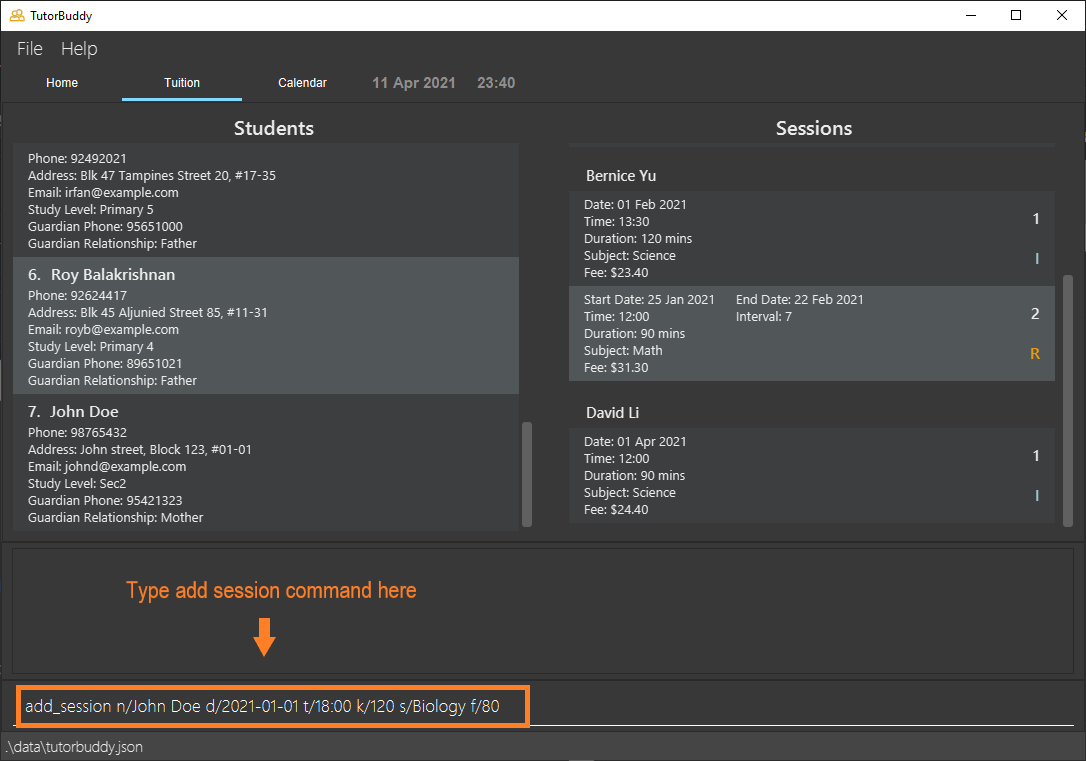 TutorBuddy
File Help
Home Tuition Calendar 11 Apr 2021 23:40
Students
Phone: 92492021
Address: Blk 47 Tampines Street 20, #17-35
Email: irfan@example.com
Study Level: Primary 5
Guardian Phone: 95651000
Guardian Relationship: Father
6. Roy Balakrishnan
Phone: 92624417
Address: Blk 45 Aljunied Street 85, #11-31
Email: royb@example.com
Study Level: Primary 4
Guardian Phone: 89651021
Guardian Relationship: Father
7. John Doe
Phone: 98765432
Address: John street, Block 123, #01-01
Email: johnd@example.com
Study Level: Sec2
Guardian Phone: 95421323
Guardian Relationship: Mother
Sessions
Bernice Yu
Date: 01 Feb 2021
Time: 13:30
Duration: 120 mins
Subject: Science
Fee: $23.40
1
I
Start Date: 25 Jan 2021 End Date: 22 Feb 2021
Time: 12:00 Interval: 7
Duration: 90 mins
Subject: Math
Fee: $31.30
2
R
David Li
Date: 01 Apr 2021
Time: 12:00
Duration: 90 mins
Subject: Science
Fee: $24.40
1
I
Type add session command here
add_session n/John Doe d/2021-01-01 t/18:00 k/120 s/Biology f/80
.\data\tutorbuddy.json